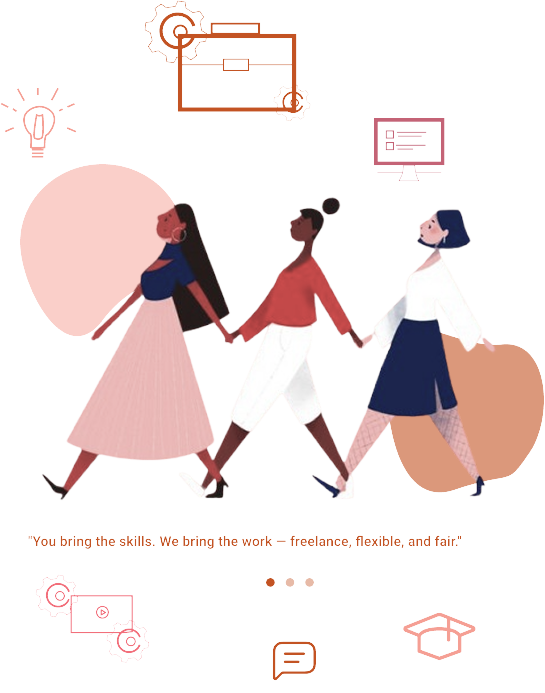 "You bring the skills. We bring the work — freelance, flexible, and fair."